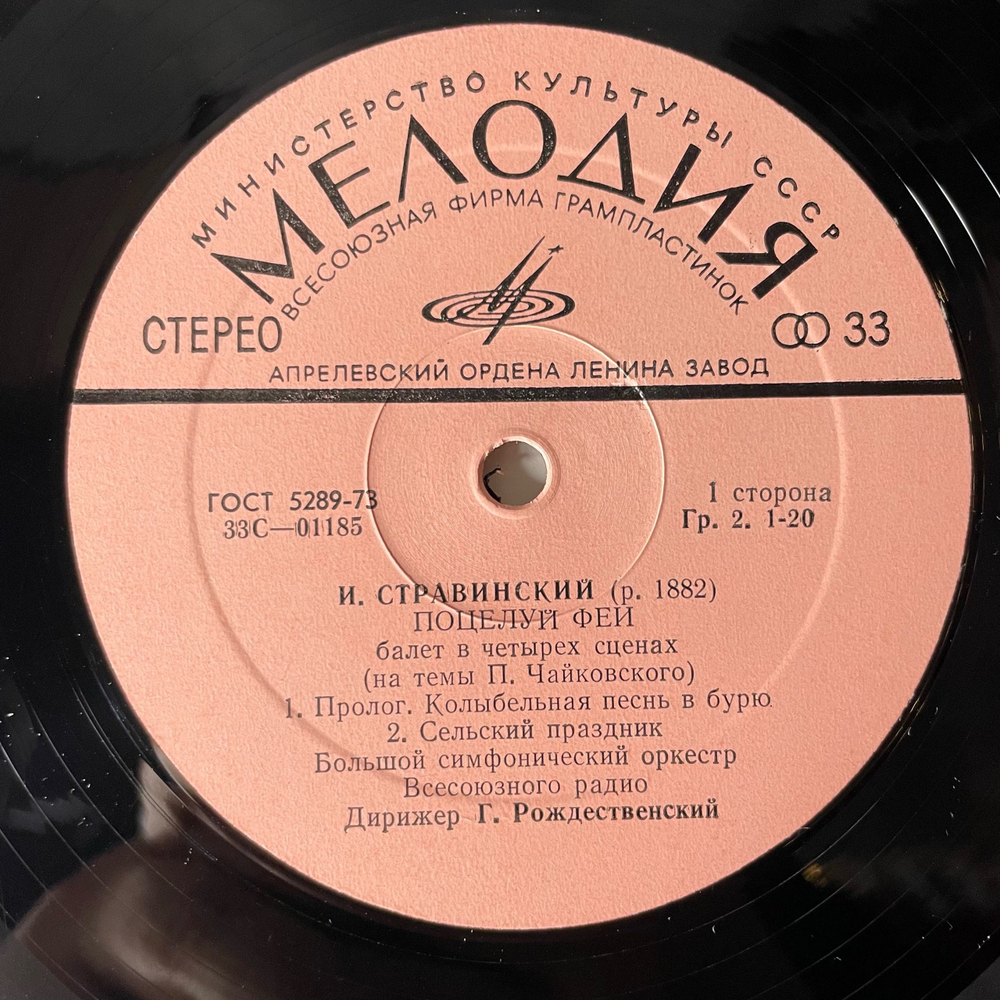 МИНИСТЕРСТВО КУЛЬТУРЫ СССР
МЕЛОДИЯ
ВСЕСОЮЗНАЯ ФИРМА ГРАМПЛАСТИНОК
СТЕРЕО
33
АПРЕЛЕВСКИЙ ОРДЕНА ЛЕНИНА ЗАВОД
ГОСТ 5289-73
33С—01185
1 сторона
Гр. 2. 1-20
И. СТРАВИНСКИЙ (р. 1882)
ПОЦЕЛУЙ ФЕИ
балет в четырех сценах
(на темы П. Чайковского)
1. Пролог. Колыбельная песнь в бурю
2. Сельский праздник
Большой симфонический оркестр
Всесоюзного радио
Дирижер Г. Рождественский